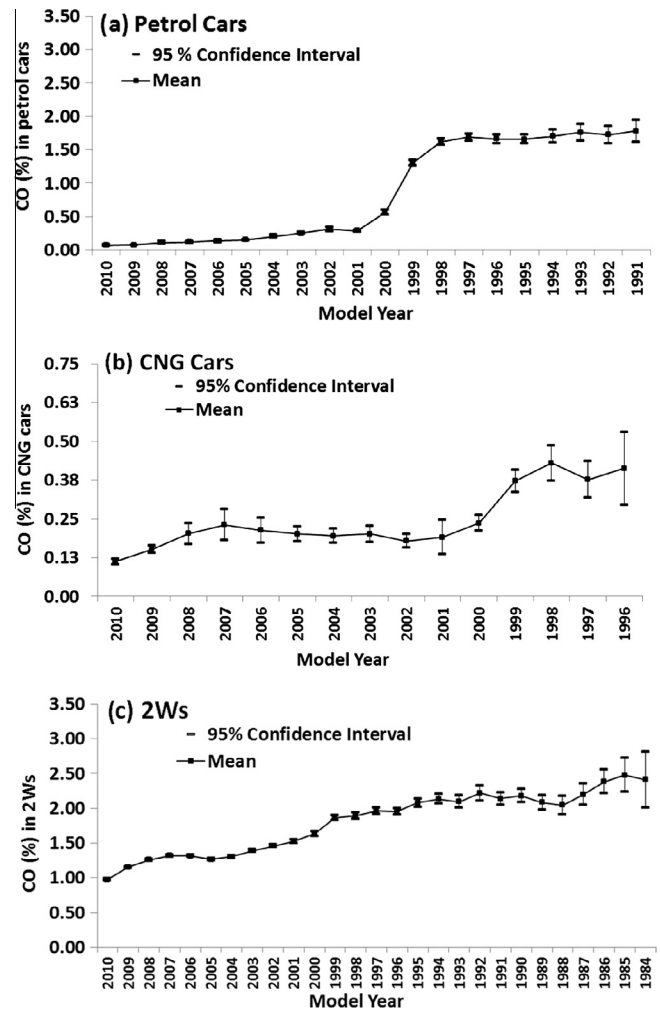 (a) Petrol Cars
95 % Confidence Interval
Mean
CO (%) in petrol cars
3.50
3.00
2.50
2.00
1.50
1.00
0.50
0.00
2010 2009 2008 2007 2006 2005 2004 2003 2002 2001 2000 1999 1998 1997 1996 1995 1994 1993 1992 1991
Model Year
(b) CNG Cars
95% Confidence Interval
Mean
CO (%) in CNG cars
0.75
0.63
0.50
0.38
0.25
0.13
0.00
2010 2009 2008 2007 2006 2005 2004 2003 2002 2001 2000 1999 1998 1997 1996
Model Year
(c) 2Ws
95% Confidence Interval
Mean
CO (%) in 2Ws
3.50
3.00
2.50
2.00
1.50
1.00
0.50
0.00
2010 2009 2008 2007 2006 2005 2004 2003 2002 2001 2000 1999 1998 1997 1996 1995 1994 1993 1992 1991 1990 1989 1988 1987 1986 1985 1984
Model Year